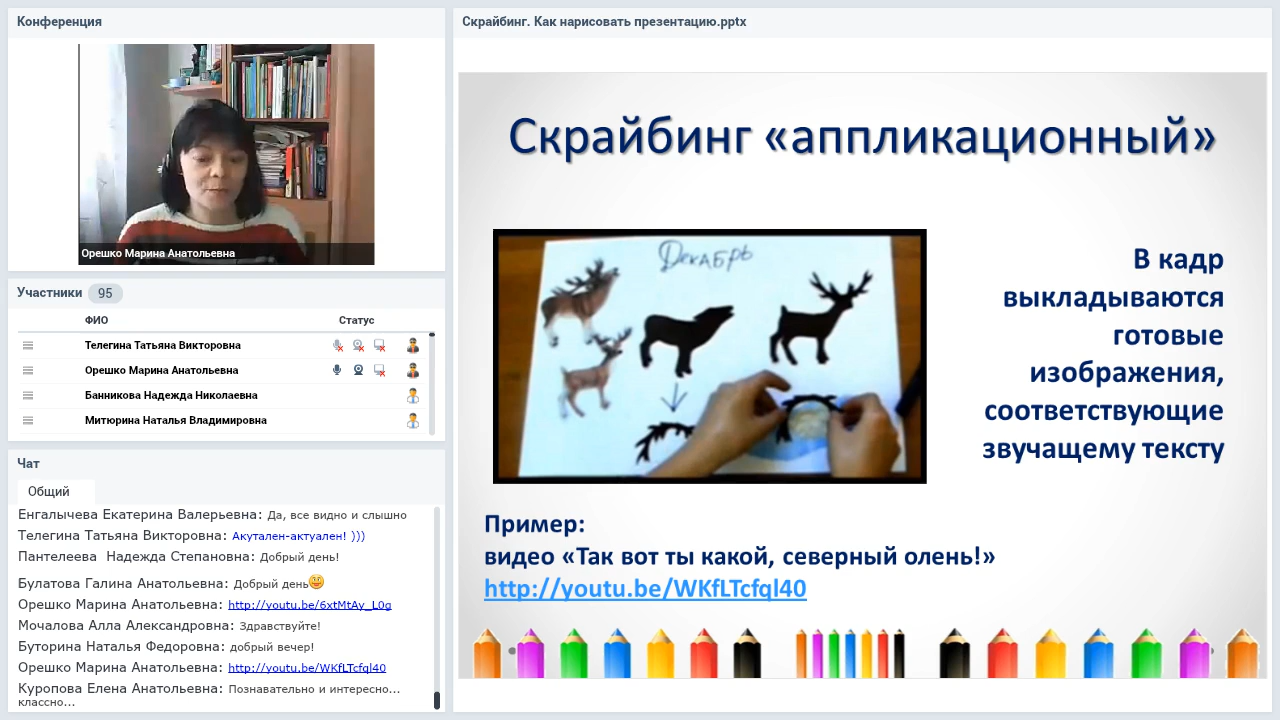 Конференция
Орешко Марина Анатольевна
Участники 95
ФИО Статус
Телегина Татьяна Викторовна
Орешко Марина Анатольевна
Банникова Надежда Николаевна
Митюрина Наталья Владимировна
Чат
Общий
Енгалычева Екатерина Валерьевна: Да, все видно и слышно
Телегина Татьяна Викторовна: Акутален-актуален! )))
Пантелеева Надежда Степановна: Добрый день!
Булатова Галина Анатольевна: Добрый день
Орешко Марина Анатольевна: http://youtu.be/6xtMtAy_L0g
Мочалова Алла Александровна: Здравствуйте!
Буторина Наталья Федоровна: добрый вечер!
Орешко Марина Анатольевна: http://youtu.be/WKfLTcfql40
Куропова Елена Анатольевна: Познавательно и интересно...
классно...
Скрайбинг. Как нарисовать презентацию.pptx
Скрайбинг «аппликационный»
Декабрь
В кадр
выкладываются
готовые
изображения,
соответствующие
звучащему тексту
Пример:
видео «Так вот ты какой, северный олень!»
http://youtu.be/WKfLTcfql40